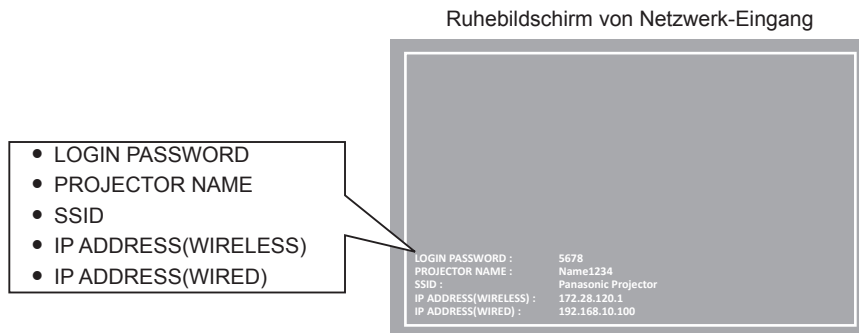 Ruhebildschirm von Netzwerk-Eingang
• LOGIN PASSWORD
• PROJECTOR NAME
• SSID
• IP ADDRESS(WIRELESS)
• IP ADDRESS(WIRED)
LOGIN PASSWORD : 5678
PROJECTOR NAME : Name1234
SSID : Panasonic Projector
IP ADDRESS(WIRELESS) : 172.28.120.1
IP ADDRESS(WIRED) : 192.168.10.100